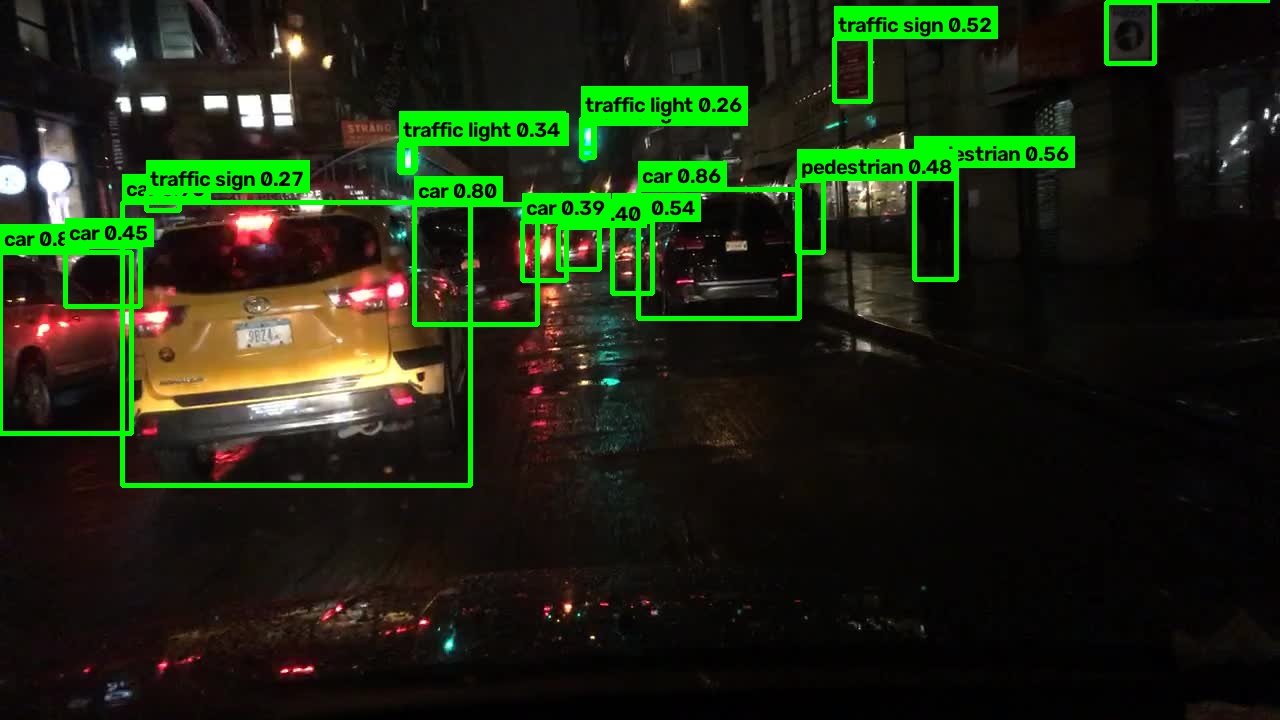 traffic sign 0.52
traffic light 0.26
traffic light 0.34
STRAND
estrian 0.56
pedestrian 0.48
car 0.86
traffic sign 0.27
car 0.80
car 0.39
.40
0.54
car 0.45
9B24